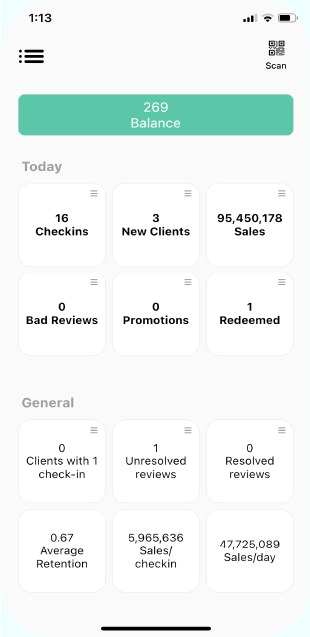 1:13
Scan
269
Balance
Today
16
Checkins
3
New Clients
95,450,178
Sales
0
Bad Reviews
0
Promotions
1
Redeemed
General
0
Clients with 1
check-in
1
Unresolved
reviews
0
Resolved
reviews
0.67
Average
Retention
5,965,636
Sales/
checkin
47,725,089
Sales/day